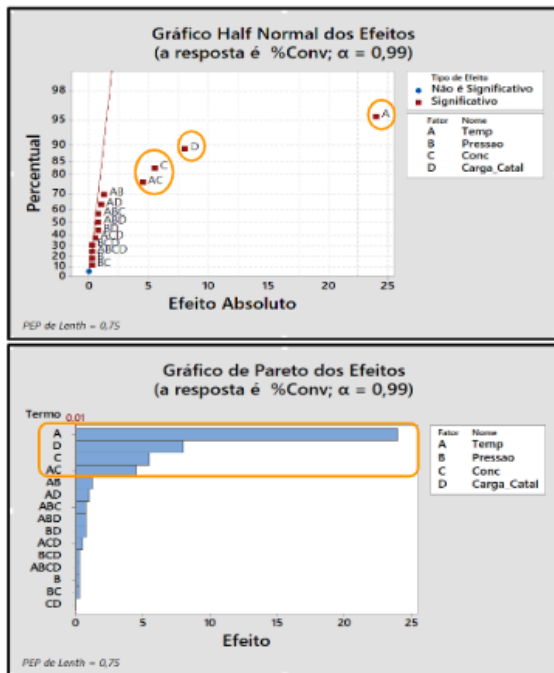 Gráfico Half Normal dos Efeitos
(a resposta é %Conv; α = 0,99)
Tipo de Efeito
Não é Significativo
Significativo
Fator Nome
A Temp
B Pressao
C Conc
D Carga_Catal
Percentual
98
95
90
85
80
70
60
50
40
30
20
10
0
A
D
C
AC
AB
AD
ABC
ABD
BD
ACD
BCD
ABCD
B
BC
0 5 10 15 20 25
Efeito Absoluto
PEP de Lenth = 0,75
Gráfico de Pareto dos Efeitos
(a resposta é %Conv; α = 0,99)
Termo 0,01
A
D
C
AC
AB
AD
ABC
ABD
BD
ACD
BCD
ABCD
B
BC
CD
0 5 10 15 20 25
Efeito
Fator Nome
A Temp
B Pressao
C Conc
D Carga_Catal
PEP de Lenth = 0,75